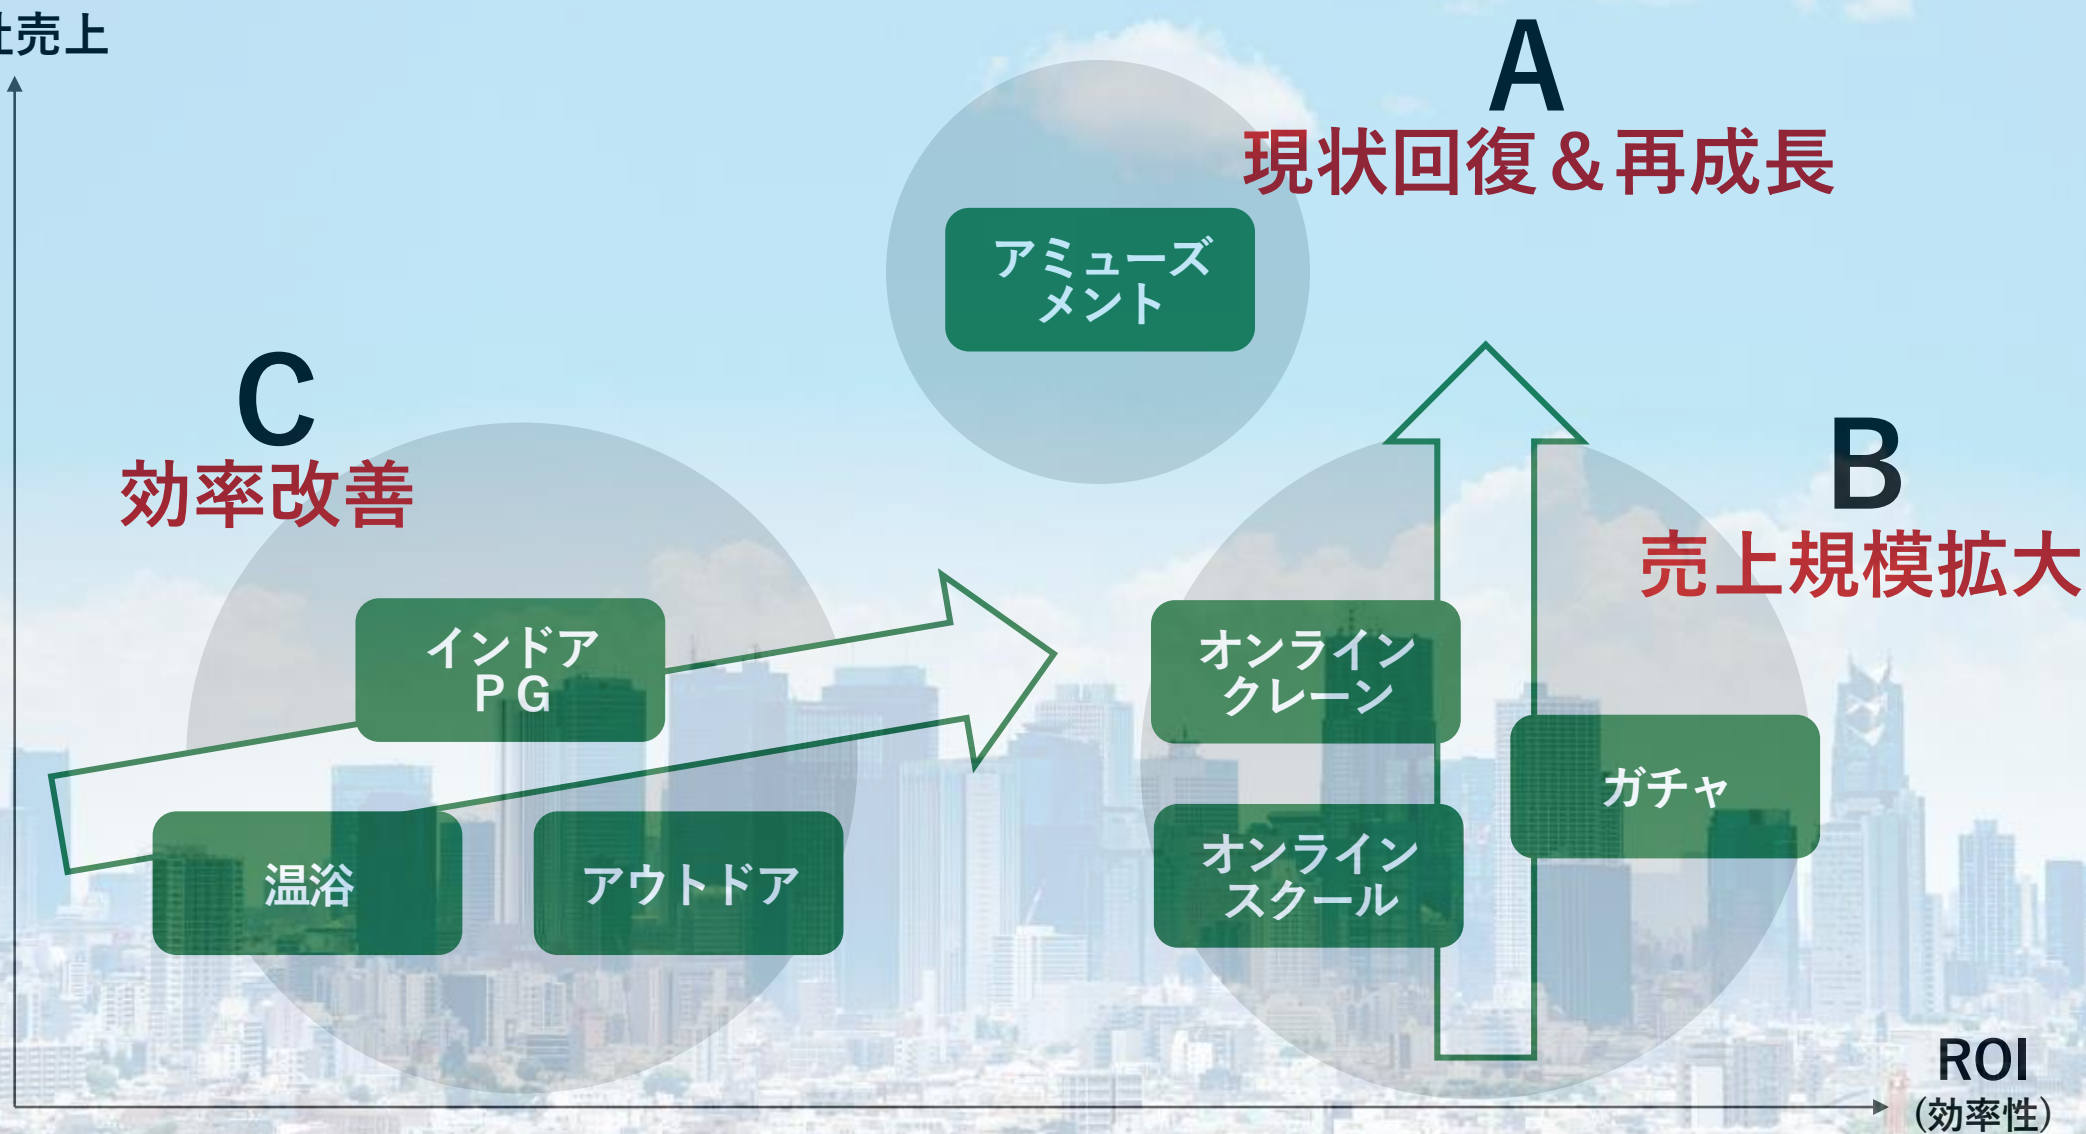 社売上
A
現状回復＆再成長
アミューズ
メント
C
効率改善
B
売上規模拡大
インドア
ＰＧ
オンライン
クレーン
ガチャ
温浴
アウトドア
オンライン
スクール
ROI
(効率性)